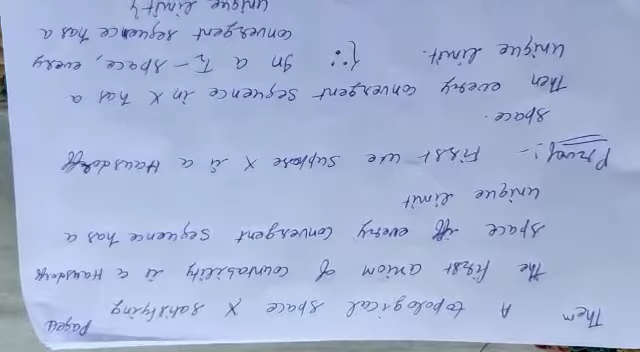 Them A topological space X satisfying
the first axiom of countability is a Hausdorff
space iff every convergent sequence has a
unique limit
Proof:- First we suppose X is a Hausdorff
space.
Then every convergent sequence in X has a
unique limit. {∵ In a T2-space, every
convergent sequence has a
unique limit}